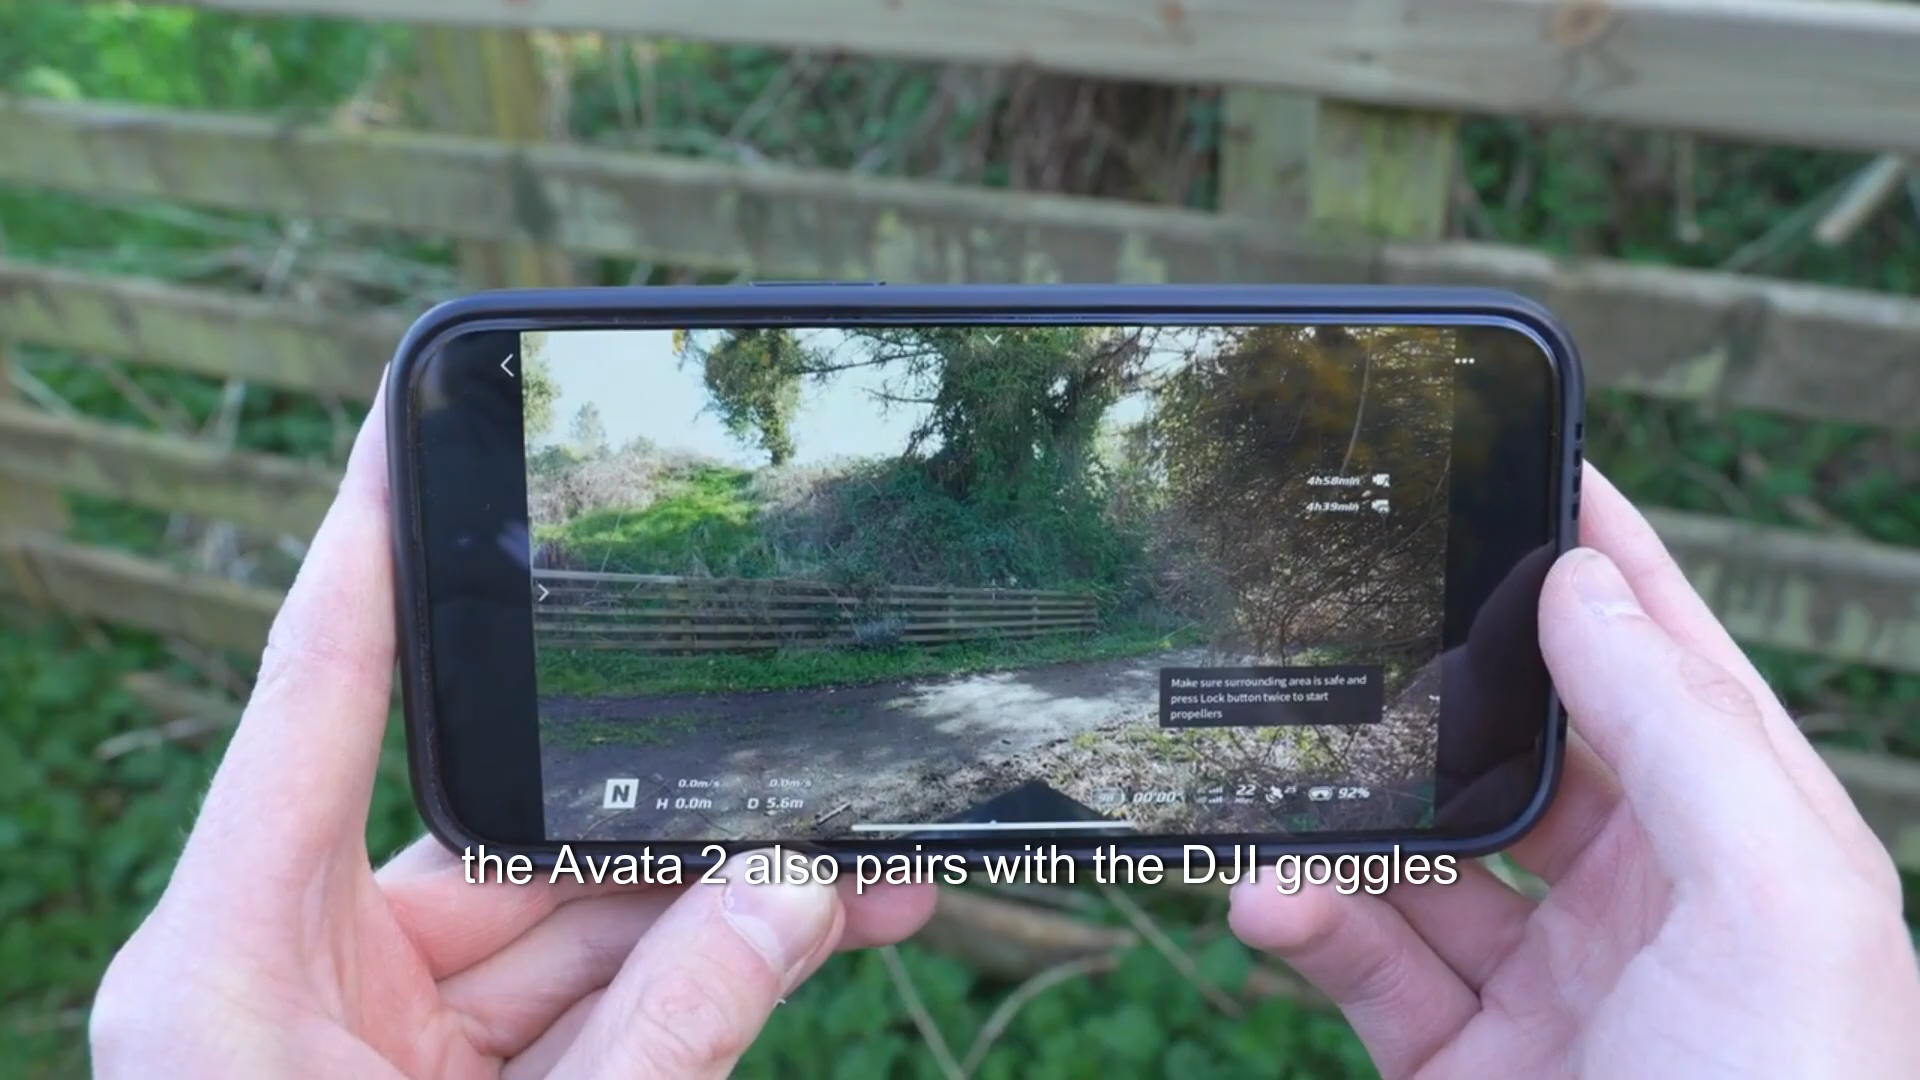 4h58min
4h39min
Make sure surrounding area is safe and
press Lock button twice to start
propellers
0.0m/s 0.0m/s
N H 0.0m D 5.6m
00'00" 22 92%
the Avata 2 also pairs with the DJI goggles